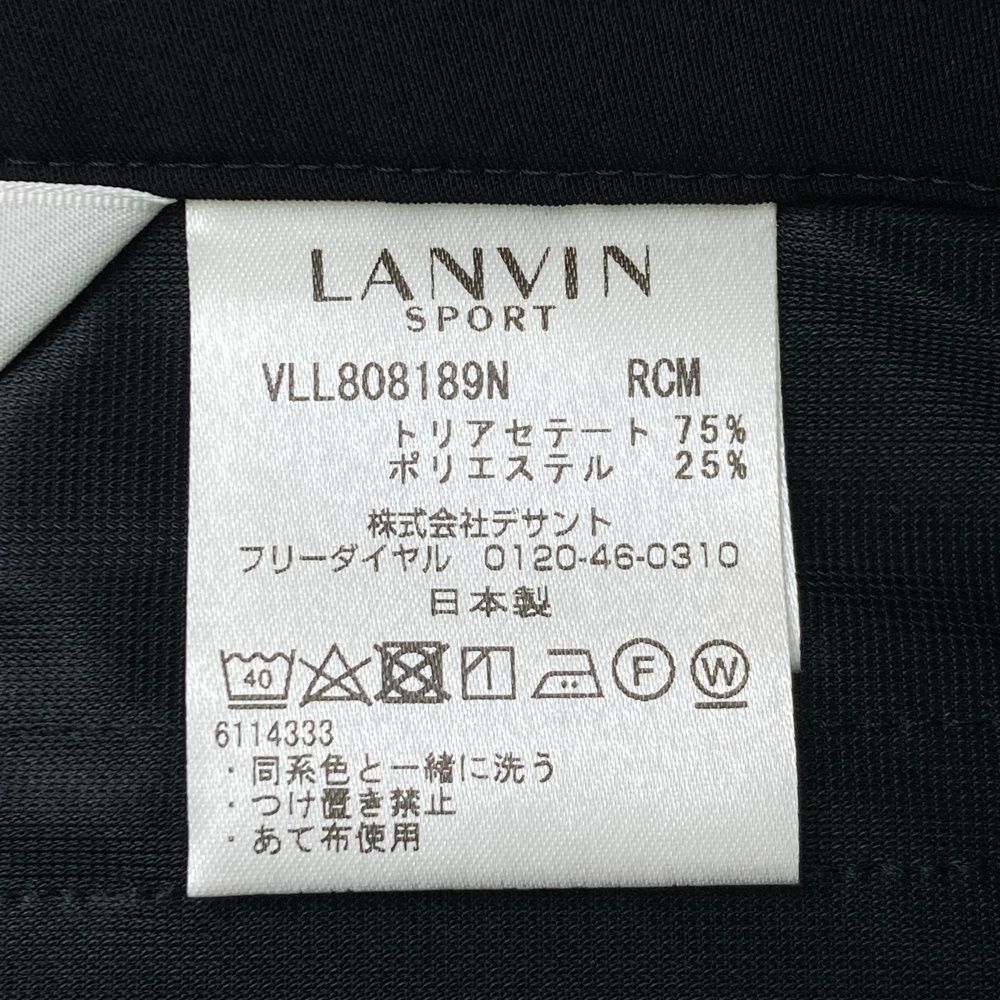 LANVIN
SPORT
VLL808189N RCM
トリアセテート 75%
ポリエステル 25%
株式会社デサント
フリーダイヤル 0120-46-0310
日本製
40 F W
6114333
・同系色と一緒に洗う
・つけ置き禁止
・あて布使用